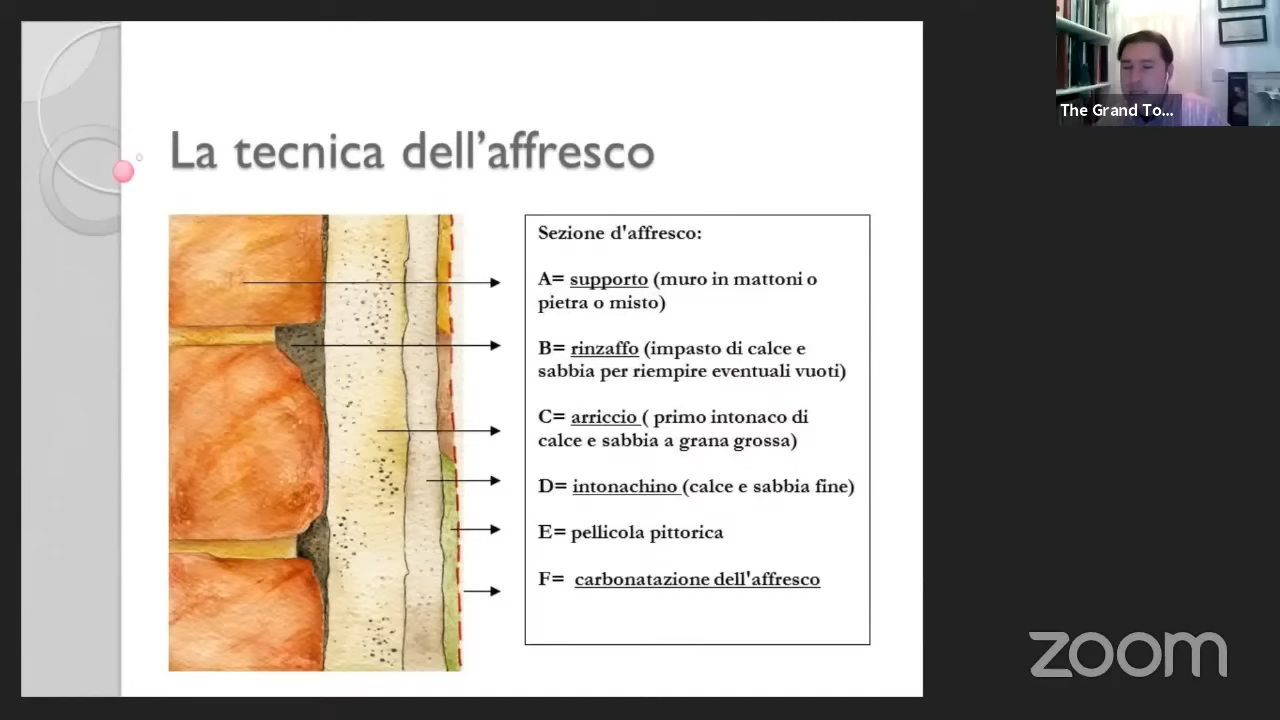 The Grand To...
La tecnica dell'affresco
Sezione d'affresco:
A= supporto (muro in mattoni o
pietra o misto)
B= rinzaffo (impasto di calce e
sabbia per riempire eventuali vuoti)
C= arriccio ( primo intonaco di
calce e sabbia a grana grossa)
D= intonachino (calce e sabbia fine)
E= pellicola pittorica
F= carbonatazione dell'affresco
zoom